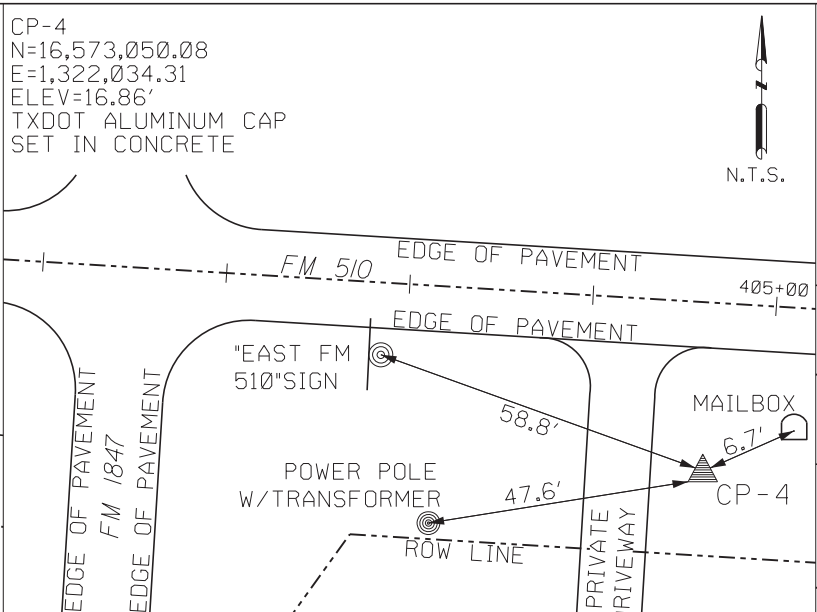 CP-4
N=16,573,050.08
E=1,322,034.31
ELEV=16.86'
TXDOT ALUMINUM CAP
SET IN CONCRETE
N
N.T.S.
EDGE OF PAVEMENT
FM 510
405+00
EDGE OF PAVEMENT
"EAST FM
510"SIGN
58.8'
MAILBOX
6.7'
CP-4
POWER POLE
W/TRANSFORMER
47.6'
ROW LINE
EDGE OF PAVEMENT
FM 1847
EDGE OF PAVEMENT
PRIVATE
RIVEWAY